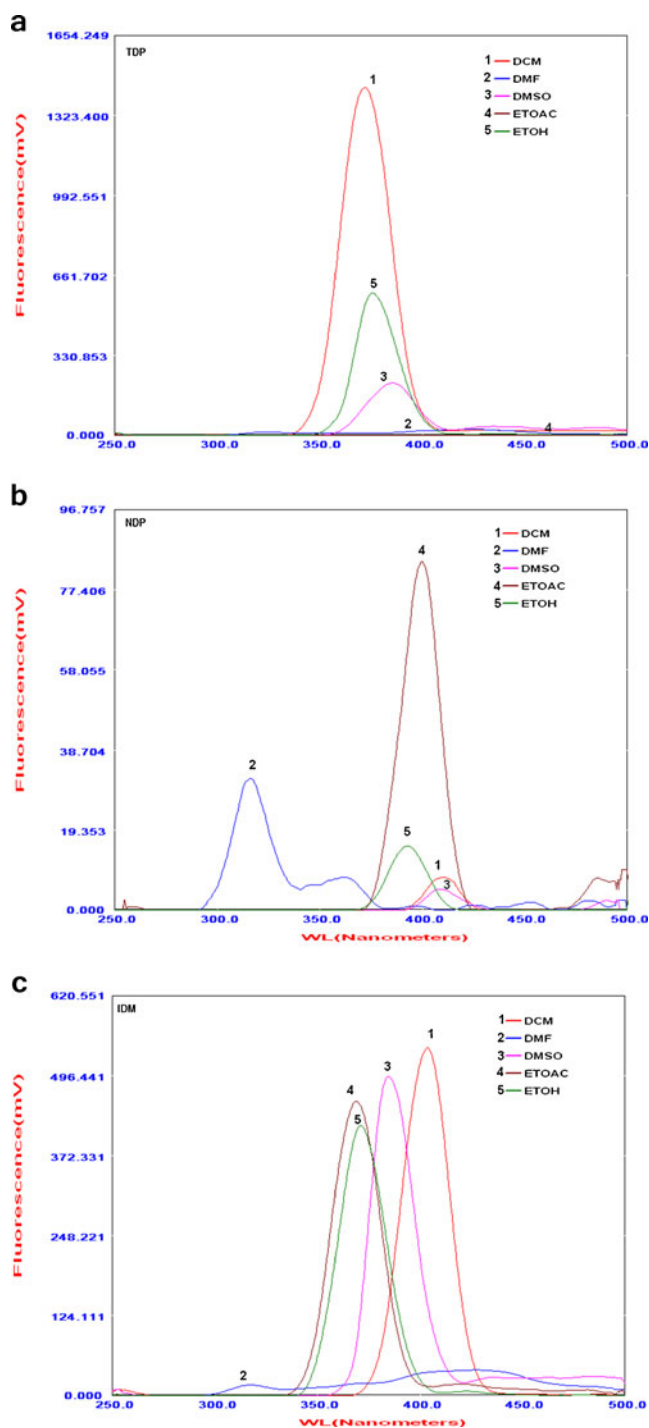 a
1654.249
TDP
1 DCM
2 DMF
3 DMSO
4 ETOAC
5 ETOH
1
1323.400
992.551
661.702
5
330.853
3
2
4
0.000
250.0 300.0 350.0 400.0 450.0 500.0
Fluorescence(mV)
b
96.757
NDP
1 DCM
2 DMF
3 DMSO
4 ETOAC
5 ETOH
4
77.406
58.055
38.704
2
19.353
5
1
3
0.000
250.0 300.0 350.0 400.0 450.0 500.0
Fluorescence(mV)
WL(Nanometers)
c
620.551
IDM
1 DCM
2 DMF
3 DMSO
4 ETOAC
5 ETOH
1
496.441
3
4
5
372.331
248.221
124.111
2
0.000
250.0 300.0 350.0 400.0 450.0 500.0
Fluorescence(mV)
WL(Nanometers)